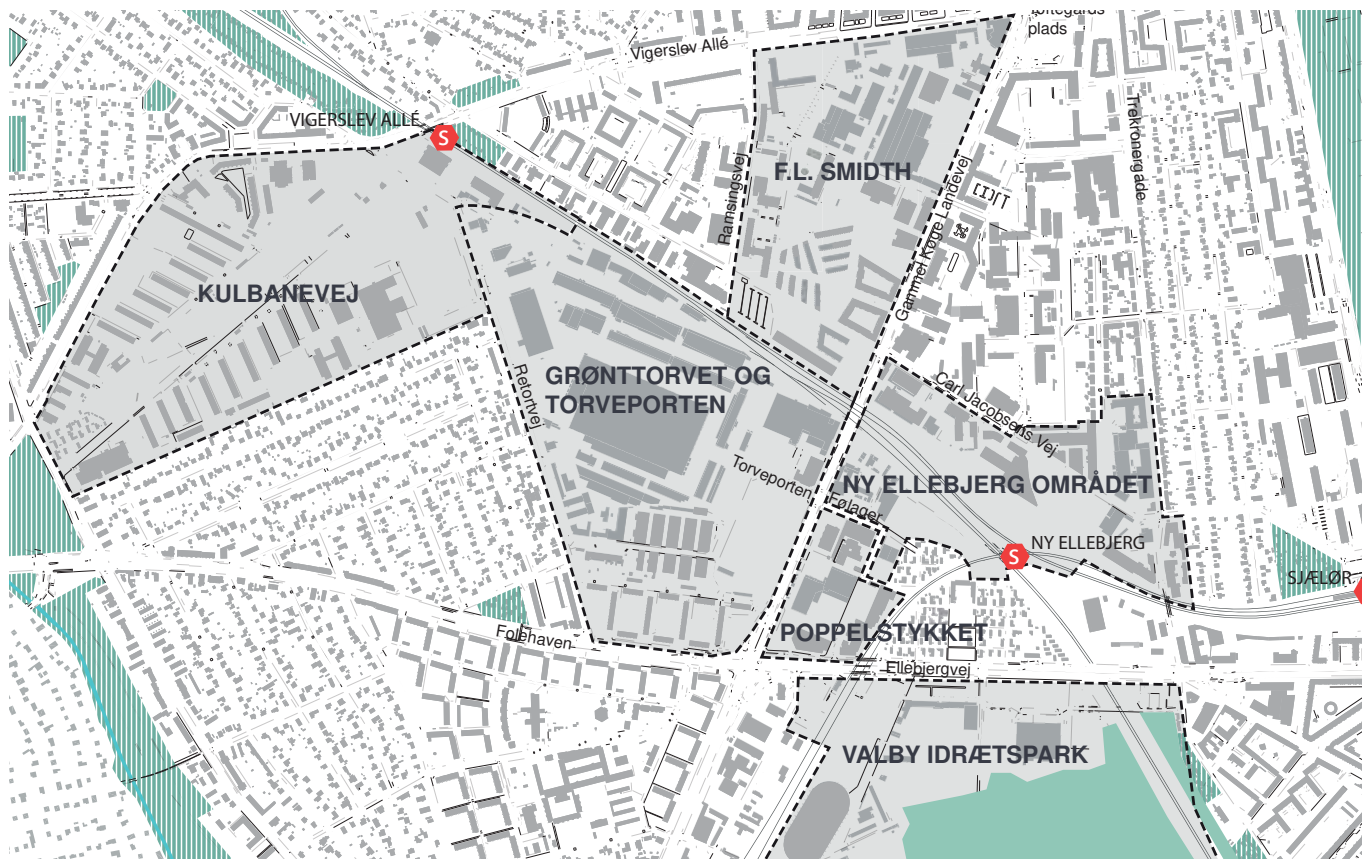 plads
Vigerslev Allé
VIGERSLEV ALLÉ
S
Trekronergade
F.L. SMIDTH
Ramsingsvej
Gammel Køge Landevej
KULBANEVEJ
GRØNTTORVET OG
TORVEPORTEN
Retortvej
Carl Jacobsens Vej
Torveporten
NY ELLEBJERG OMRÅDET
Følager
NY ELLEBJERG
S
SJÆLØR
Folehaven
POPPELSTYKKET
Ellebjergvej
VALBY IDRÆTSPARK